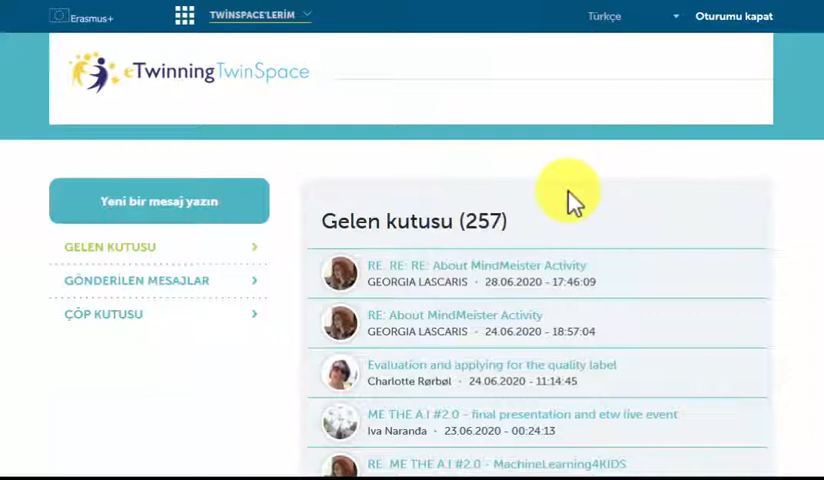 Erasmus+
TWİNSPACE'LERİM
Türkçe
Oturumu kapat
eTwinningTwinSpace
Yeni bir mesaj yazın
GELEN KUTUSU
GÖNDERİLEN MESAJLAR
ÇÖP KUTUSU
Gelen kutusu (257)
RE: RE: RE: About MindMeister Activity
GEORGIA LASCARIS · 28.06.2020 - 17:46:09
RE: About MindMeister Activity
GEORGIA LASCARIS · 24.06.2020 - 18:57:04
Evaluation and applying for the quality label
Charlotte Rørbøl · 24.06.2020 - 11:14:45
ME THE A.I #2.0 - final presentation and etw live event
Iva Naranđa · 23.06.2020 - 00:24:13
RE: ME THE A.I #2.0 - MachineLearning4KIDS